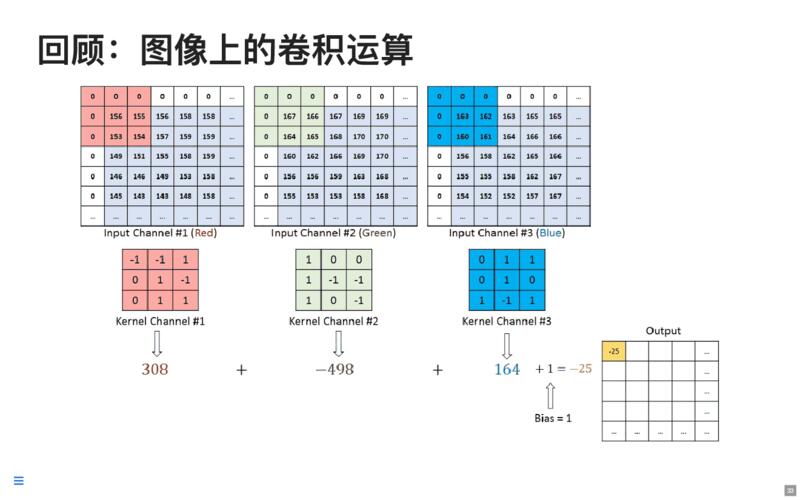 回顾：图像上的卷积运算
0 0 0 0 0 0 ...
0 156 155 156 158 158 ...
0 153 154 157 159 159 ...
0 149 151 155 158 159 ...
0 146 146 149 153 158 ...
0 145 143 143 148 158 ...
... ... ... ... ... ... ...
Input Channel #1 (Red)
0 0 0 0 0 0 ...
0 167 166 167 169 169 ...
0 164 165 168 170 170 ...
0 160 162 166 169 170 ...
0 156 156 159 163 168 ...
0 155 153 153 158 168 ...
... ... ... ... ... ... ...
Input Channel #2 (Green)
0 0 0 0 0 0 ...
0 163 162 163 165 165 ...
0 160 161 164 166 166 ...
0 156 158 162 165 166 ...
0 155 155 158 162 167 ...
0 154 152 152 157 167 ...
... ... ... ... ... ... ...
Input Channel #3 (Blue)
-1 -1 1
0 1 -1
0 1 1
Kernel Channel #1
308
+
1 0 0
1 -1 -1
1 0 -1
Kernel Channel #2
−498
+
0 1 1
0 1 0
1 -1 1
Kernel Channel #3
164 + 1 = −25
Bias = 1
Output
-25 ...
...
...
...
... ... ... ... ...
33